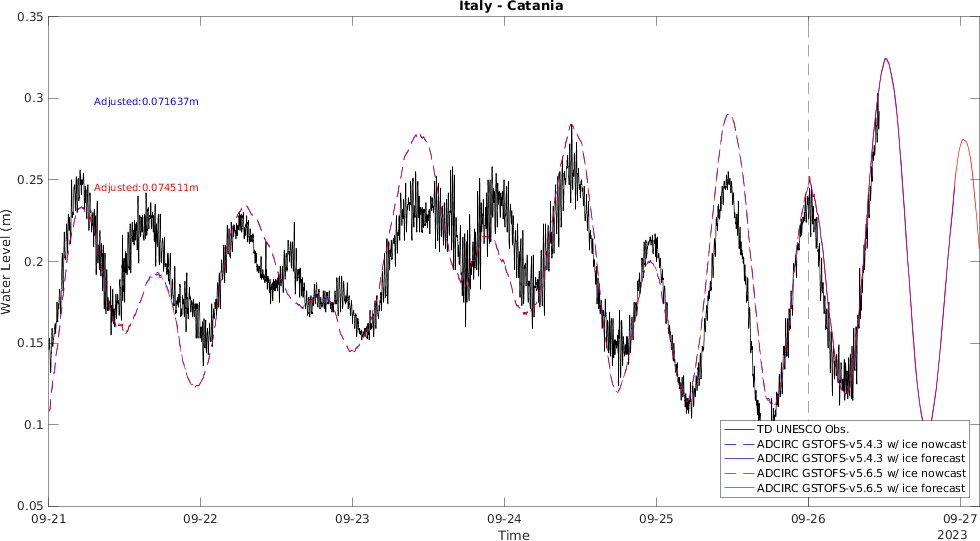 Italy - Catania
0.35
0.3
0.25
0.2
0.15
0.1
0.05
Water Level (m)
Adjusted:0.071637m
Adjusted:0.074511m
TD UNESCO Obs.
ADCIRC GSTOFS-v5.4.3 w/ ice nowcast
ADCIRC GSTOFS-v5.4.3 w/ ice forecast
ADCIRC GSTOFS-v5.6.5 w/ ice nowcast
ADCIRC GSTOFS-v5.6.5 w/ ice forecast
09-21 09-22 09-23 09-24 09-25 09-26 09-27
Time
2023